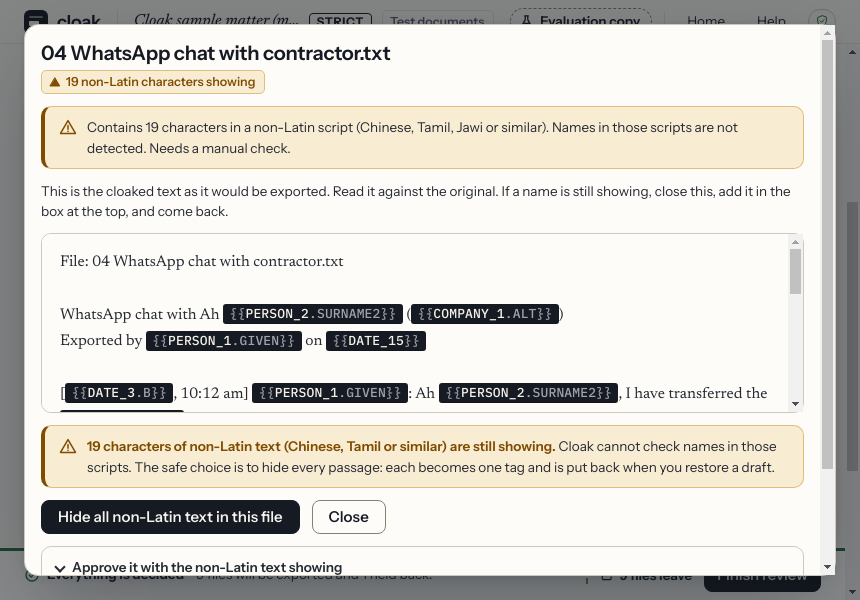 cloak Cloak sample matter (m... STRICT Test documents Evaluation copy Home Help
04 WhatsApp chat with contractor.txt
19 non-Latin characters showing
Contains 19 characters in a non-Latin script (Chinese, Tamil, Jawi or similar). Names in those scripts are not
detected. Needs a manual check.
This is the cloaked text as it would be exported. Read it against the original. If a name is still showing, close this, add it in the
box at the top, and come back.
File: 04 WhatsApp chat with contractor.txt
WhatsApp chat with Ah {{PERSON_2.SURNAME2}} ({{COMPANY_1.ALT}})
Exported by {{PERSON_1.GIVEN}} on {{DATE_15}}
[{{DATE_3.B}}, 10:12 am] {{PERSON_1.GIVEN}}: Ah {{PERSON_2.SURNAME2}}, I have transferred the
19 characters of non-Latin text (Chinese, Tamil or similar) are still showing. Cloak cannot check names in those
scripts. The safe choice is to hide every passage: each becomes one tag and is put back when you restore a draft.
Hide all non-Latin text in this file
Close
Approve it with the non-Latin text showing
Everything is decided files will be exported and held back. files leave Finish review